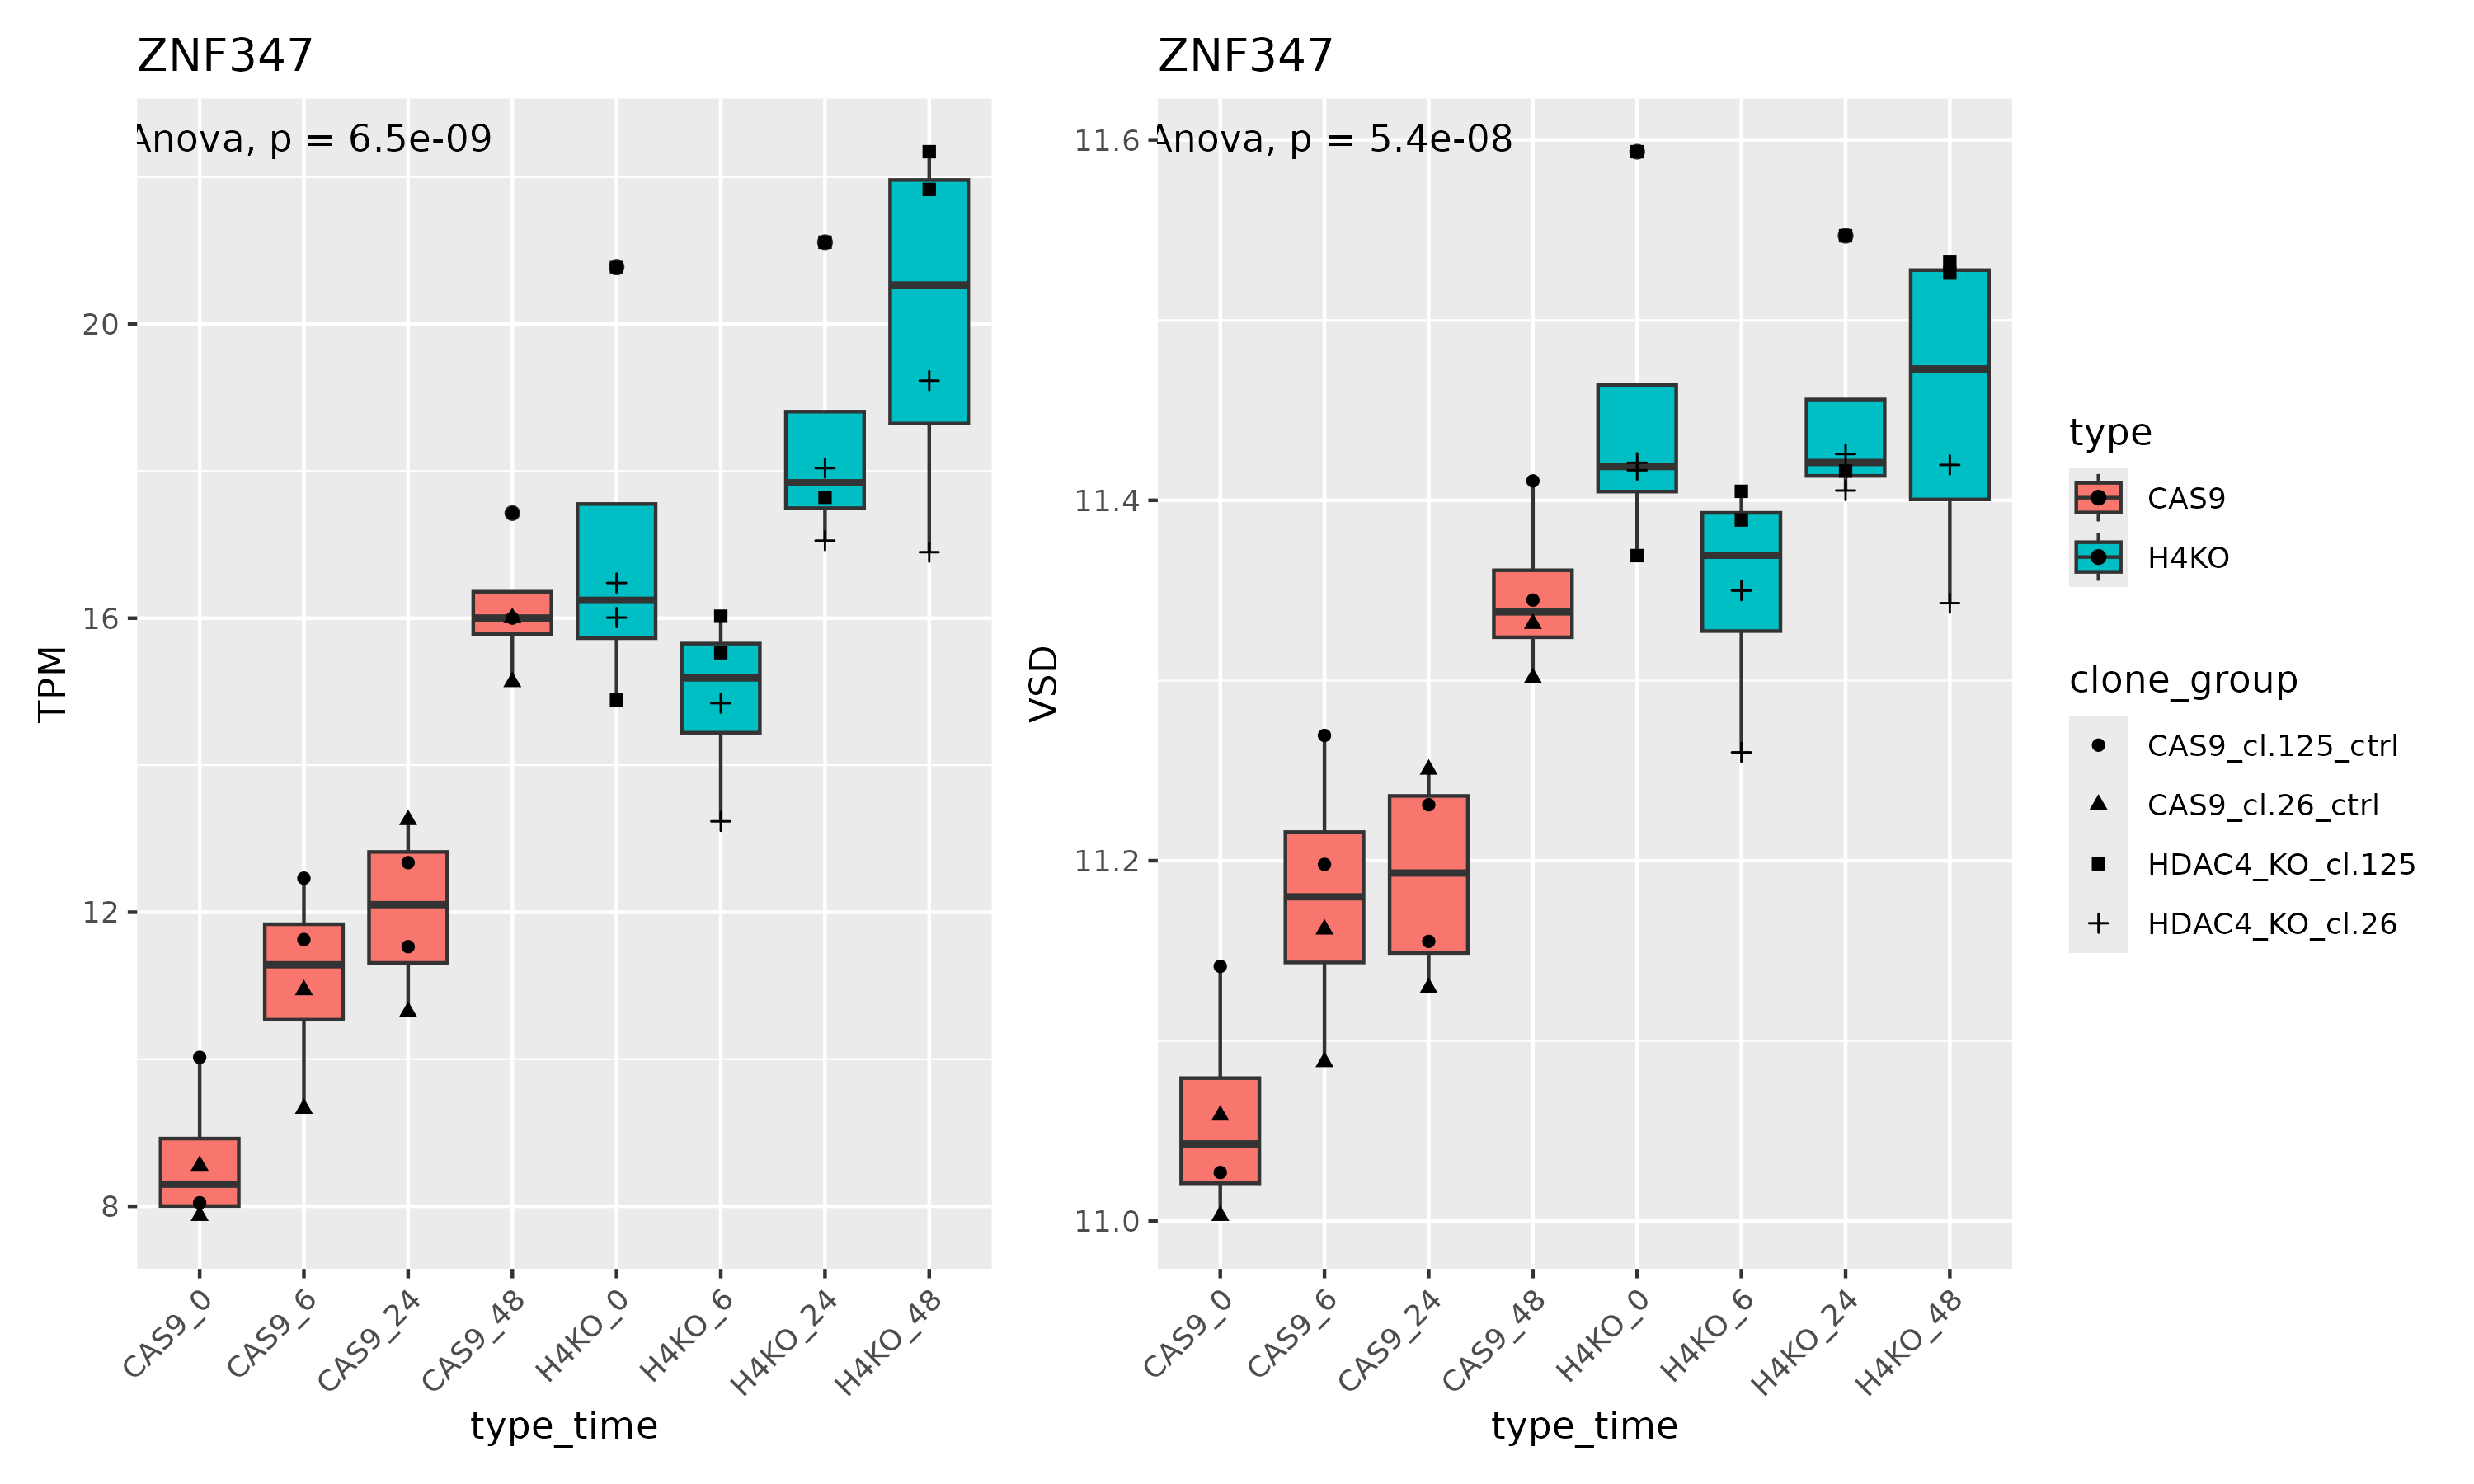 ZNF347
Anova, p = 6.5e-09
TPM
20
16
12
8
CAS9_0
CAS9_6
CAS9_24
CAS9_48
H4KO_0
H4KO_6
H4KO_24
H4KO_48
type_time
ZNF347
Anova, p = 5.4e-08
VSD
11.6
11.4
11.2
11.0
CAS9_0
CAS9_6
CAS9_24
CAS9_48
H4KO_0
H4KO_6
H4KO_24
H4KO_48
type_time
type
CAS9
H4KO
clone_group
CAS9_cl.125_ctrl
CAS9_cl.26_ctrl
HDAC4_KO_cl.125
HDAC4_KO_cl.26